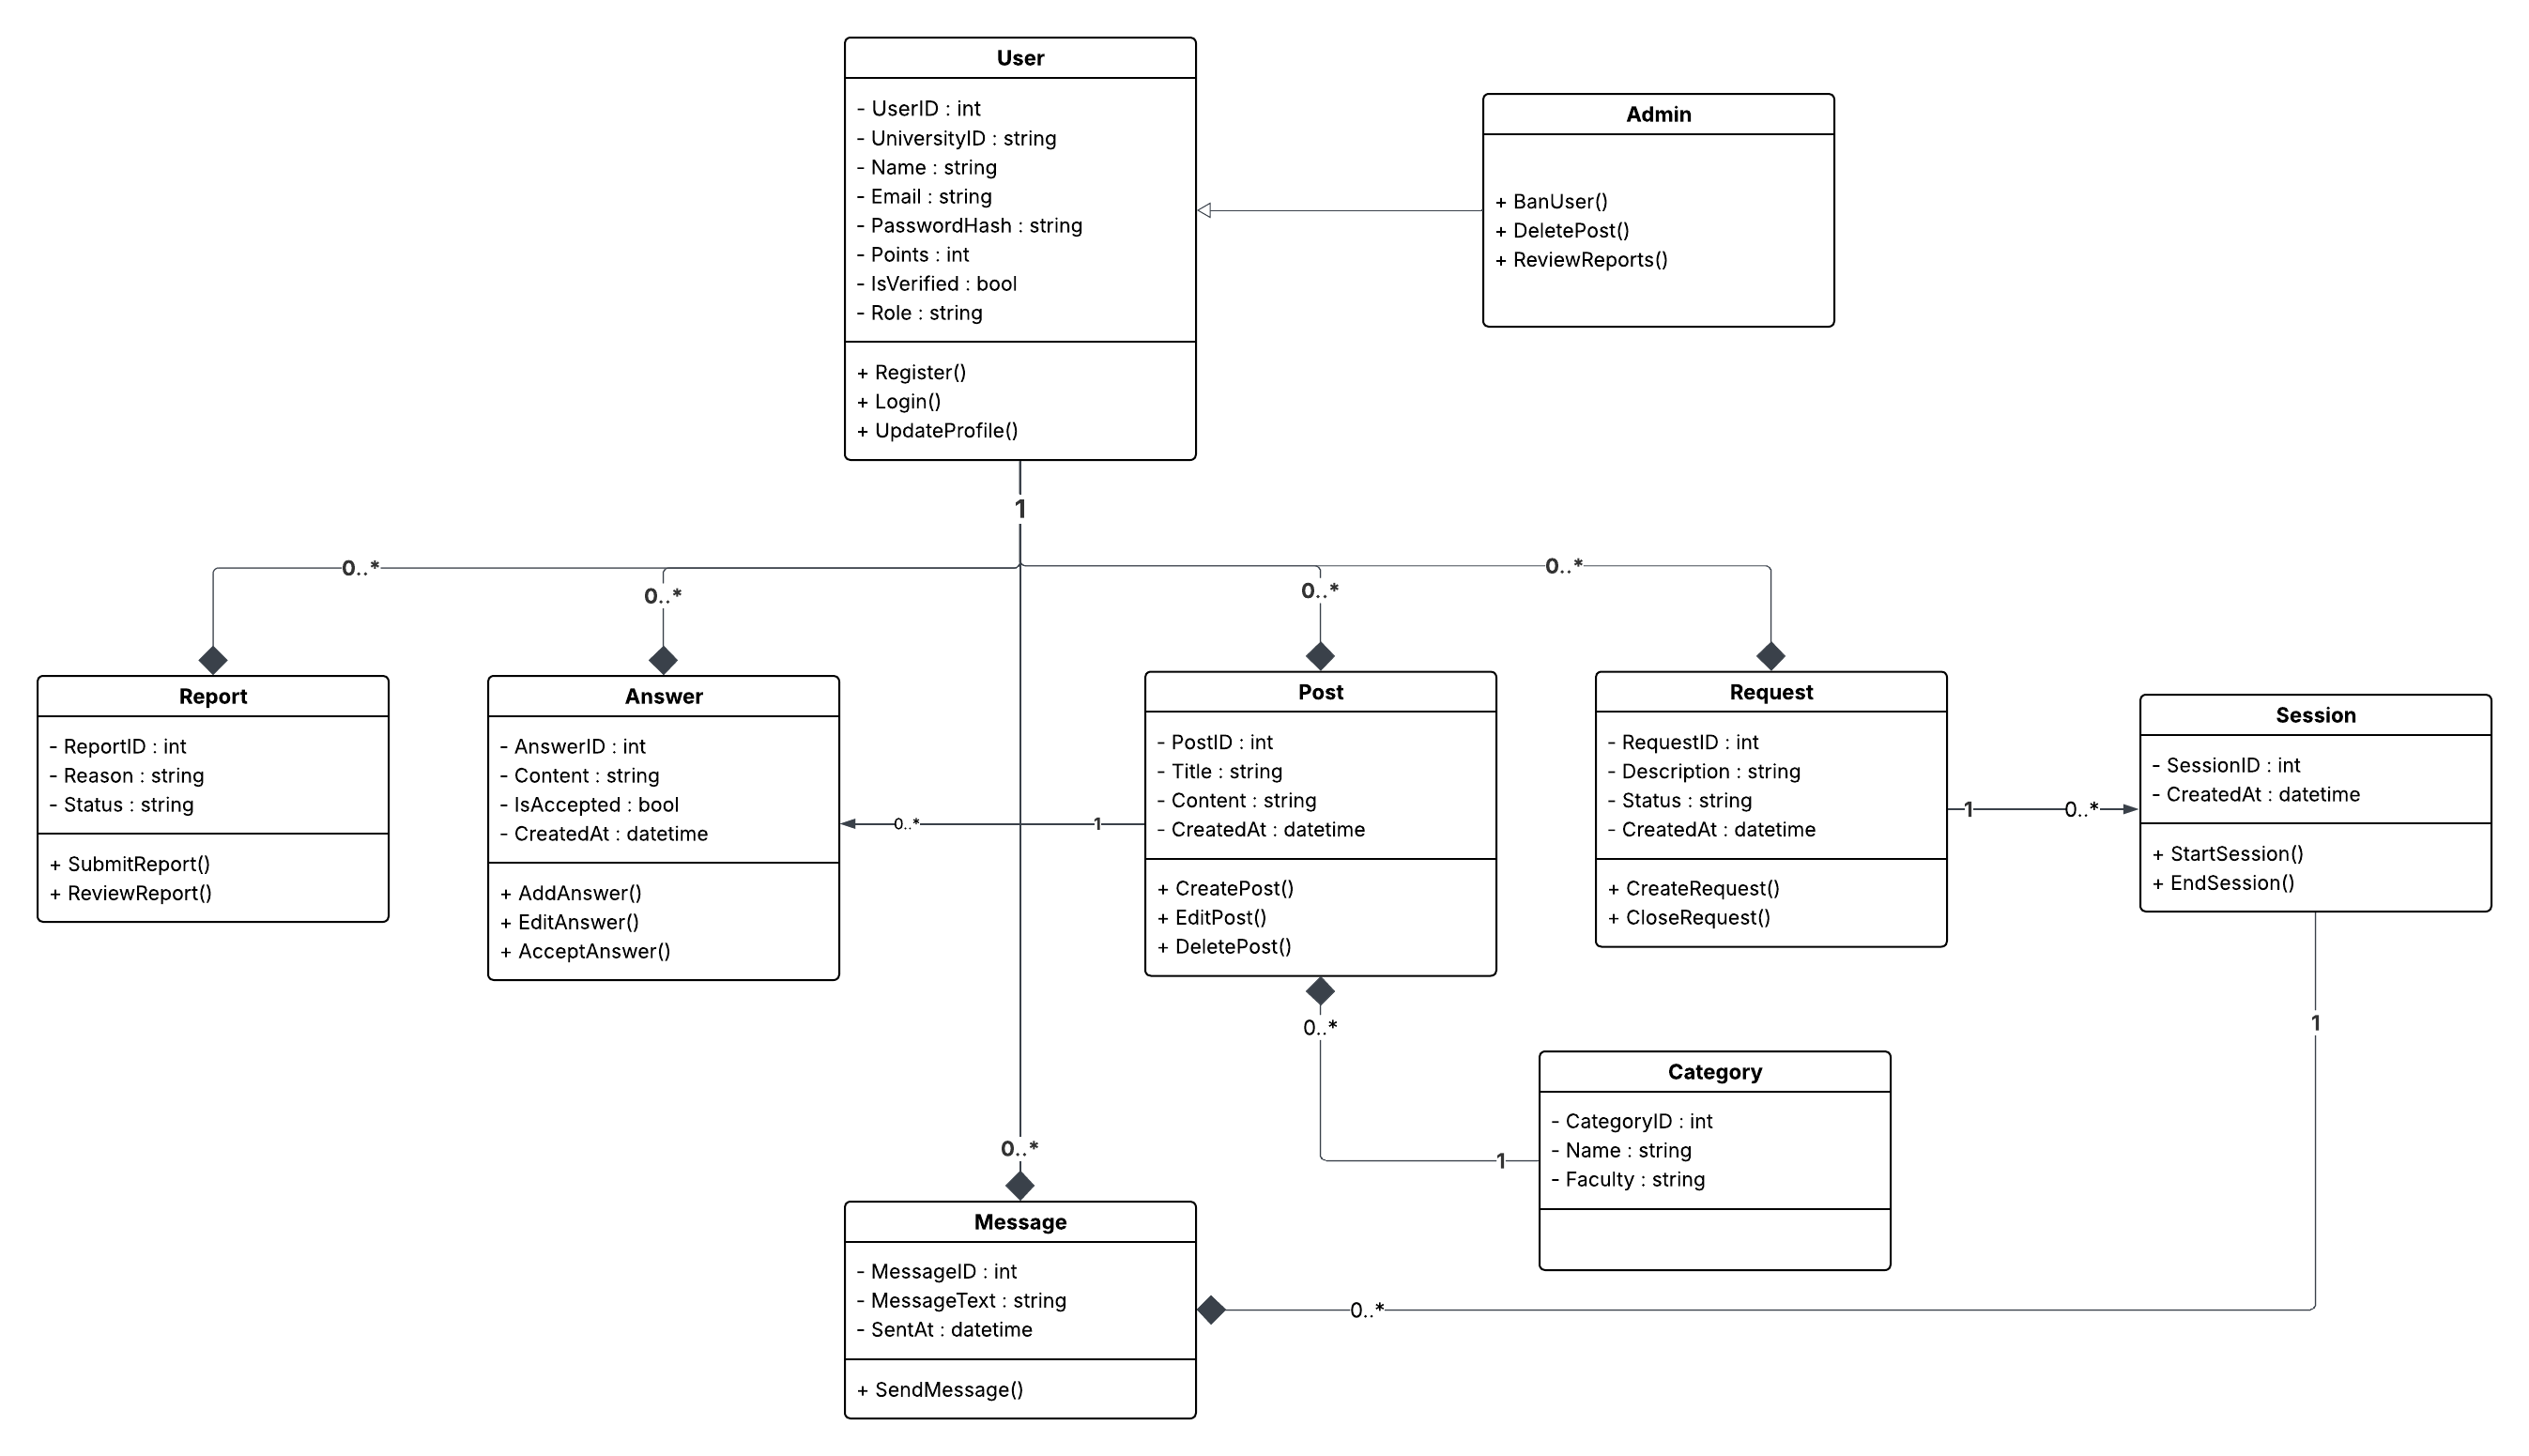 User
- UserID : int
- UniversityID : string
- Name : string
- Email : string
- PasswordHash : string
- Points : int
- IsVerified : bool
- Role : string
+ Register()
+ Login()
+ UpdateProfile()
Admin
+ BanUser()
+ DeletePost()
+ ReviewReports()
1
0..*
0..*
0..*
0..*
Report
- ReportID : int
- Reason : string
- Status : string
+ SubmitReport()
+ ReviewReport()
Answer
- AnswerID : int
- Content : string
- IsAccepted : bool
- CreatedAt : datetime
+ AddAnswer()
+ EditAnswer()
+ AcceptAnswer()
0..*
1
Post
- PostID : int
- Title : string
- Content : string
- CreatedAt : datetime
+ CreatePost()
+ EditPost()
+ DeletePost()
Request
- RequestID : int
- Description : string
- Status : string
- CreatedAt : datetime
+ CreateRequest()
+ CloseRequest()
1
0..*
Session
- SessionID : int
- CreatedAt : datetime
+ StartSession()
+ EndSession()
0..*
1
Category
- CategoryID : int
- Name : string
- Faculty : string
1
0..*
Message
- MessageID : int
- MessageText : string
- SentAt : datetime
+ SendMessage()
0..*